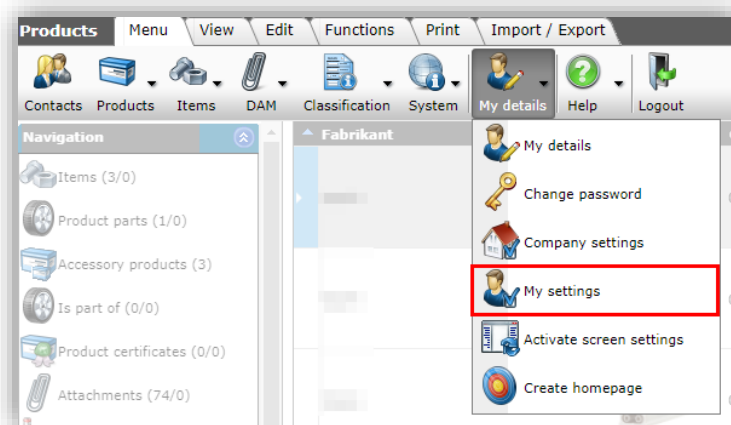 Products Menu View Edit Functions Print Import / Export
Contacts Products Items DAM Classification System My details Help Logout
Navigation
Fabrikant
My details
Items (3/0)
Change password
Product parts (1/0)
Company settings
Accessory products (3)
My settings
Is part of (0/0)
Activate screen settings
Product certificates (0/0)
Create homepage
Attachments (74/0)